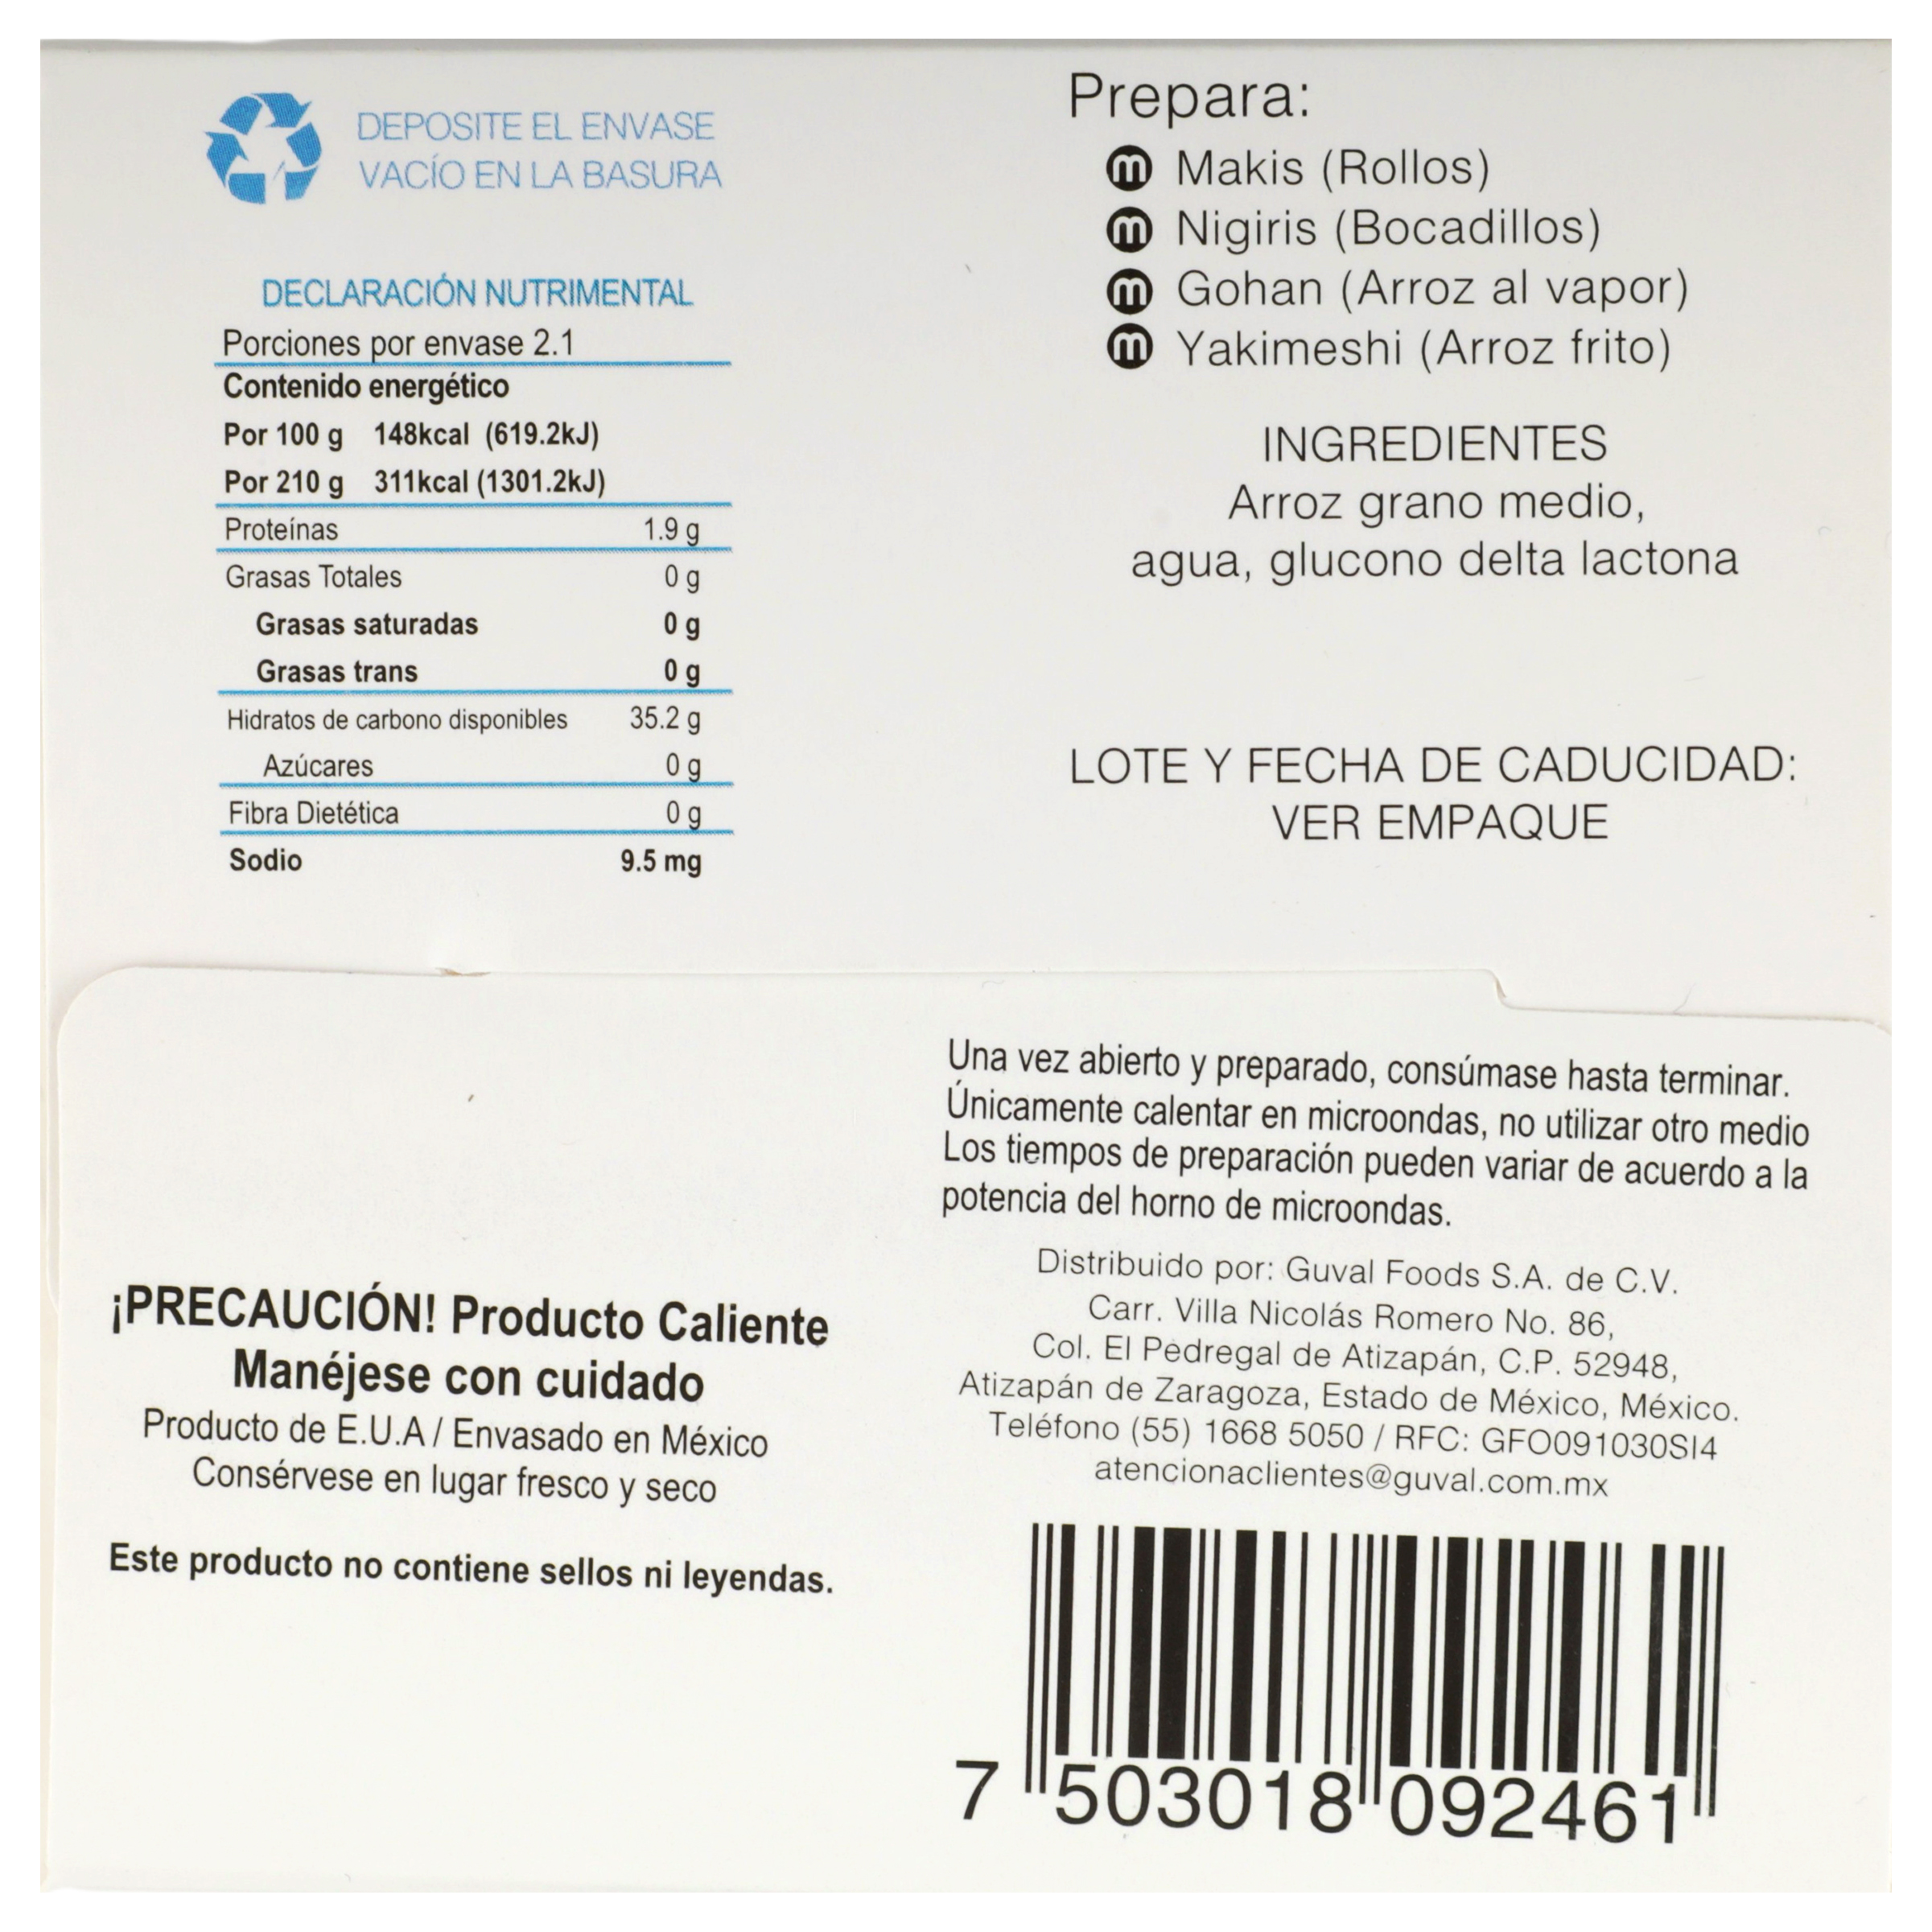 DEPOSITE EL ENVASE
VACÍO EN LA BASURA
DECLARACIÓN NUTRIMENTAL
Porciones por envase 2.1
Contenido energético
Por 100 g 148kcal (619.2kJ)
Por 210 g 311kcal (1301.2kJ)
Proteínas 1.9 g
Grasas Totales 0 g
Grasas saturadas 0 g
Grasas trans 0 g
Hidratos de carbono disponibles 35.2 g
Azúcares 0 g
Fibra Dietética 0 g
Sodio 9.5 mg
Prepara:
m Makis (Rollos)
m Nigiris (Bocadillos)
m Gohan (Arroz al vapor)
m Yakimeshi (Arroz frito)
INGREDIENTES
Arroz grano medio,
agua, glucono delta lactona
LOTE Y FECHA DE CADUCIDAD:
VER EMPAQUE
¡PRECAUCIÓN! Producto Caliente
Manéjese con cuidado
Producto de E.U.A / Envasado en México
Consérvese en lugar fresco y seco
Este producto no contiene sellos ni leyendas.
Una vez abierto y preparado, consúmase hasta terminar.
Únicamente calentar en microondas, no utilizar otro medio
Los tiempos de preparación pueden variar de acuerdo a la
potencia del horno de microondas.
Distribuido por: Guval Foods S.A. de C.V.
Carr. Villa Nicolás Romero No. 86,
Col. El Pedregal de Atizapán, C.P. 52948,
Atizapán de Zaragoza, Estado de México, México.
Teléfono (55) 1668 5050 / RFC: GFO091030SI4
atencionaclientes@guval.com.mx
7 503018 092461